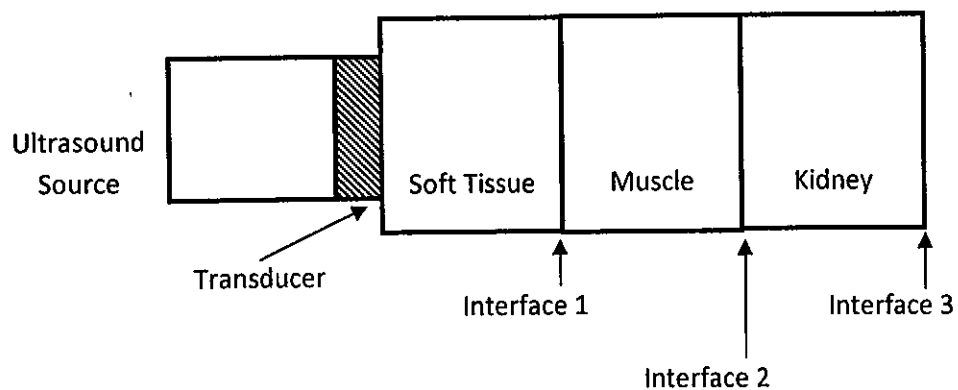 Ultrasound
Source
Soft Tissue
Muscle
Kidney
Transducer
Interface 1
Interface 3
Interface 2